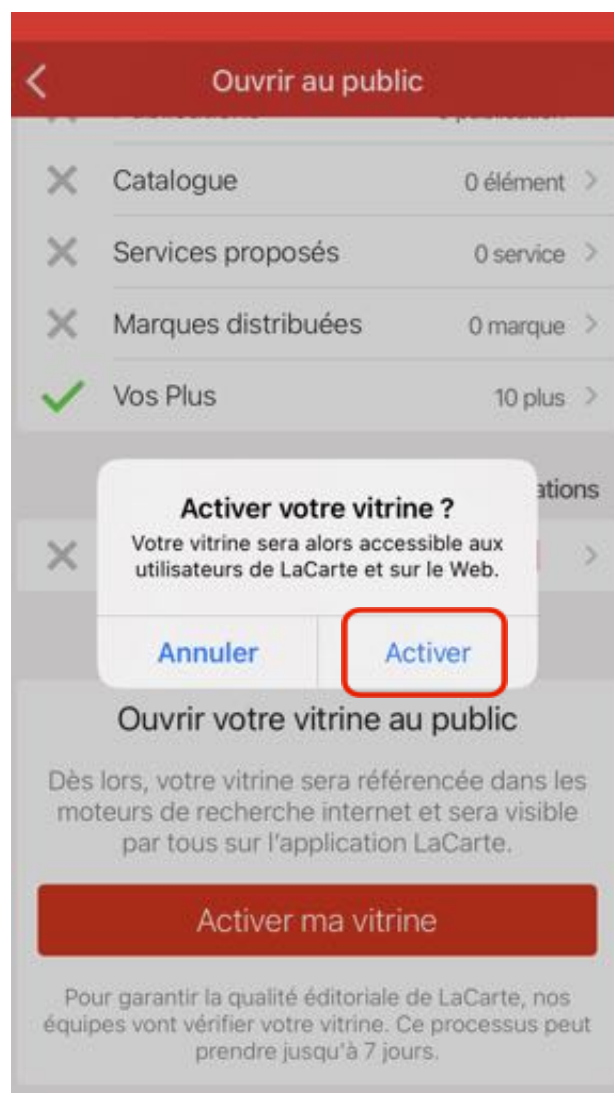 Ouvrir au public
Catalogue 0 élément
Services proposés 0 service
Marques distribuées 0 marque
Vos Plus 10 plus
ations
Activer votre vitrine ?
Votre vitrine sera alors accessible aux
utilisateurs de LaCarte et sur le Web.
Annuler Activer
Ouvrir votre vitrine au public
Dès lors, votre vitrine sera référencée dans les
moteurs de recherche internet et sera visible
par tous sur l'application LaCarte.
Activer ma vitrine
Pour garantir la qualité éditoriale de LaCarte, nos
équipes vont vérifier votre vitrine. Ce processus peut
prendre jusqu'à 7 jours.